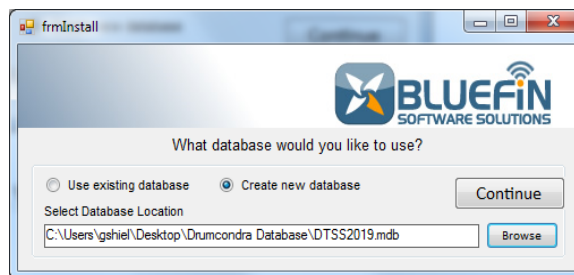 frmInstall
BLUEFIN
SOFTWARE SOLUTIONS
What database would you like to use?
Use existing database Create new database
Continue
Select Database Location
C:\Users\gshiel\Desktop\Drumcondra Database\DTSS2019.mdb Browse